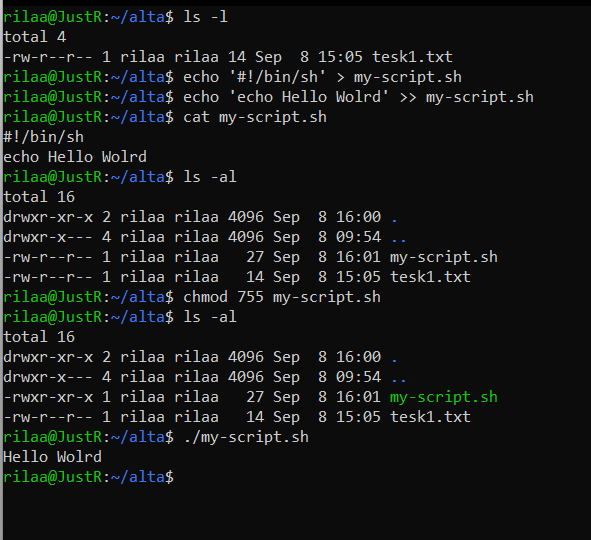 rilaa@JustR:~/alta$ ls -l
total 4
-rw-r--r-- 1 rilaa rilaa 14 Sep  8 15:05 tesk1.txt
rilaa@JustR:~/alta$ echo '#!/bin/sh' > my-script.sh
rilaa@JustR:~/alta$ echo 'echo Hello Wolrd' >> my-script.sh
rilaa@JustR:~/alta$ cat my-script.sh
#!/bin/sh
echo Hello Wolrd
rilaa@JustR:~/alta$ ls -al
total 16
drwxr-xr-x 2 rilaa rilaa 4096 Sep  8 16:00 .
drwxr-x--- 4 rilaa rilaa 4096 Sep  8 09:54 ..
-rw-r--r-- 1 rilaa rilaa   27 Sep  8 16:01 my-script.sh
-rw-r--r-- 1 rilaa rilaa   14 Sep  8 15:05 tesk1.txt
rilaa@JustR:~/alta$ chmod 755 my-script.sh
rilaa@JustR:~/alta$ ls -al
total 16
drwxr-xr-x 2 rilaa rilaa 4096 Sep  8 16:00 .
drwxr-x--- 4 rilaa rilaa 4096 Sep  8 09:54 ..
-rwxr-xr-x 1 rilaa rilaa   27 Sep  8 16:01 my-script.sh
-rw-r--r-- 1 rilaa rilaa   14 Sep  8 15:05 tesk1.txt
rilaa@JustR:~/alta$ ./my-script.sh
Hello Wolrd
rilaa@JustR:~/alta$